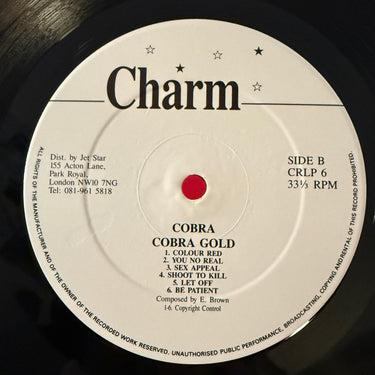 Charm
Dist. by Jet Star
155 Acton Lane,
Park Royal,
London NW10 7NG
Tel: 081-961 5818
SIDE B
CRLP 6
33⅓ RPM
COBRA
COBRA GOLD
1. COLOUR RED
2. YOU NO REAL
3. SEX APPEAL
4. SHOOT TO KILL
5. LET OFF
6. BE PATIENT
Composed by E. Brown
1-6. Copyright Control
ALL RIGHTS OF THE MANUFACTURER AND OF THE OWNER OF THE RECORDED WORK RESERVED. UNAUTHORISED PUBLIC PERFORMANCE, BROADCASTING, COPYING AND RENTAL OF THIS RECORD PROHIBITED.